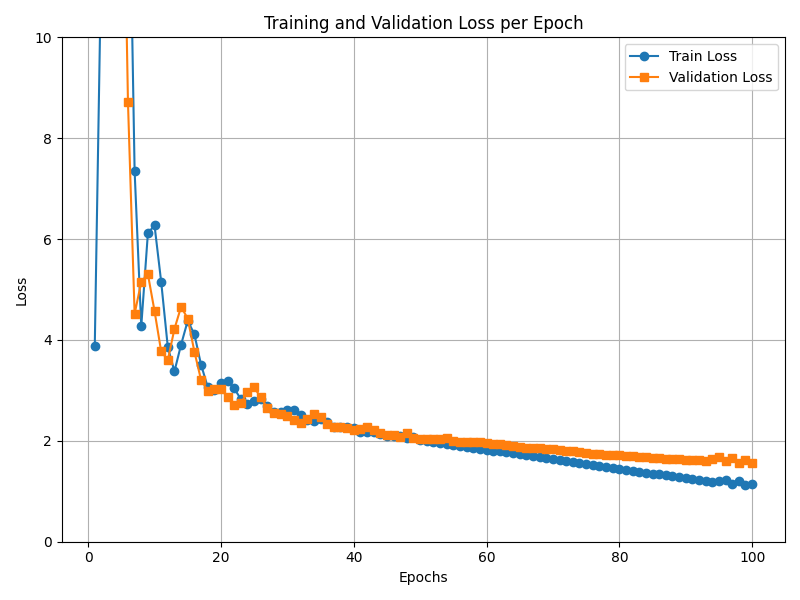 Training and Validation Loss per Epoch
Train Loss
Validation Loss
10
8
6
4
2
0
Loss
0 20 40 60 80 100
Epochs